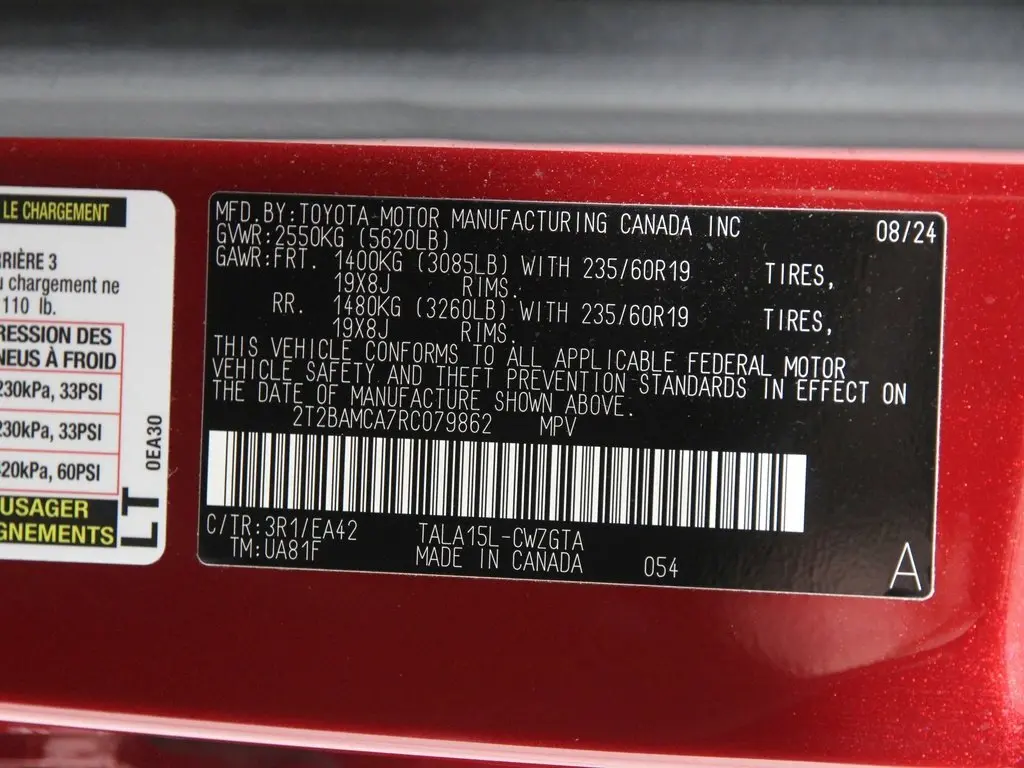 LE CHARGEMENT
RIÈRE 3
chargement ne
110 lb.
RESSION DES
NEUS À FROID
230kPa, 33PSI
230kPa, 33PSI
20kPa, 60PSI
USAGER
GNEMENTS
0EA30
LT
MFD.BY:TOYOTA MOTOR MANUFACTURING CANADA INC 08/24
GVWR:2550KG (5620LB)
GAWR:FRT. 1400KG (3085LB) WITH 235/60R19 TIRES,
19X8J RIMS.
RR. 1480KG (3260LB) WITH 235/60R19 TIRES,
19X8J RIMS.
THIS VEHICLE CONFORMS TO ALL APPLICABLE FEDERAL MOTOR
VEHICLE SAFETY AND THEFT PREVENTION STANDARDS IN EFFECT ON
THE DATE OF MANUFACTURE SHOWN ABOVE.
2T2BAMCA7RC079862 MPV
C/TR:3R1/EA42 TALA15L-CWZGTA
TM:UA81F MADE IN CANADA 054
A